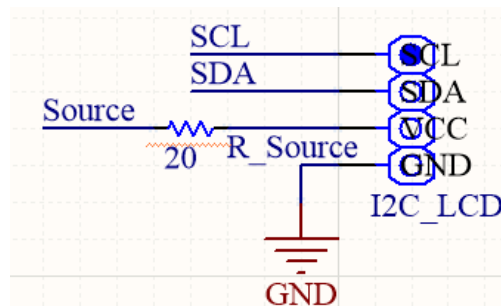 SCL
SCL
SDA
SDA
Source
VCC
20
R_Source
GND
I2C_LCD
GND